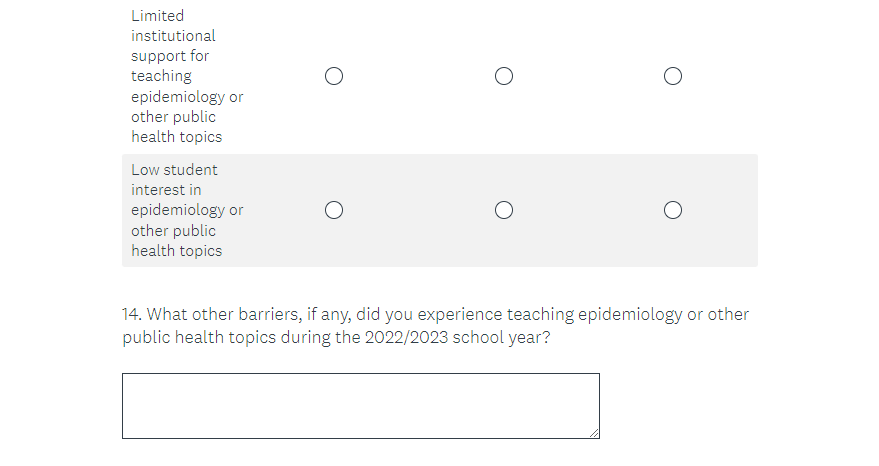 Limited
institutional
support for
teaching
epidemiology or
other public
health topics
Low student
interest in
epidemiology or
other public
health topics
14. What other barriers, if any, did you experience teaching epidemiology or other
public health topics during the 2022/2023 school year?